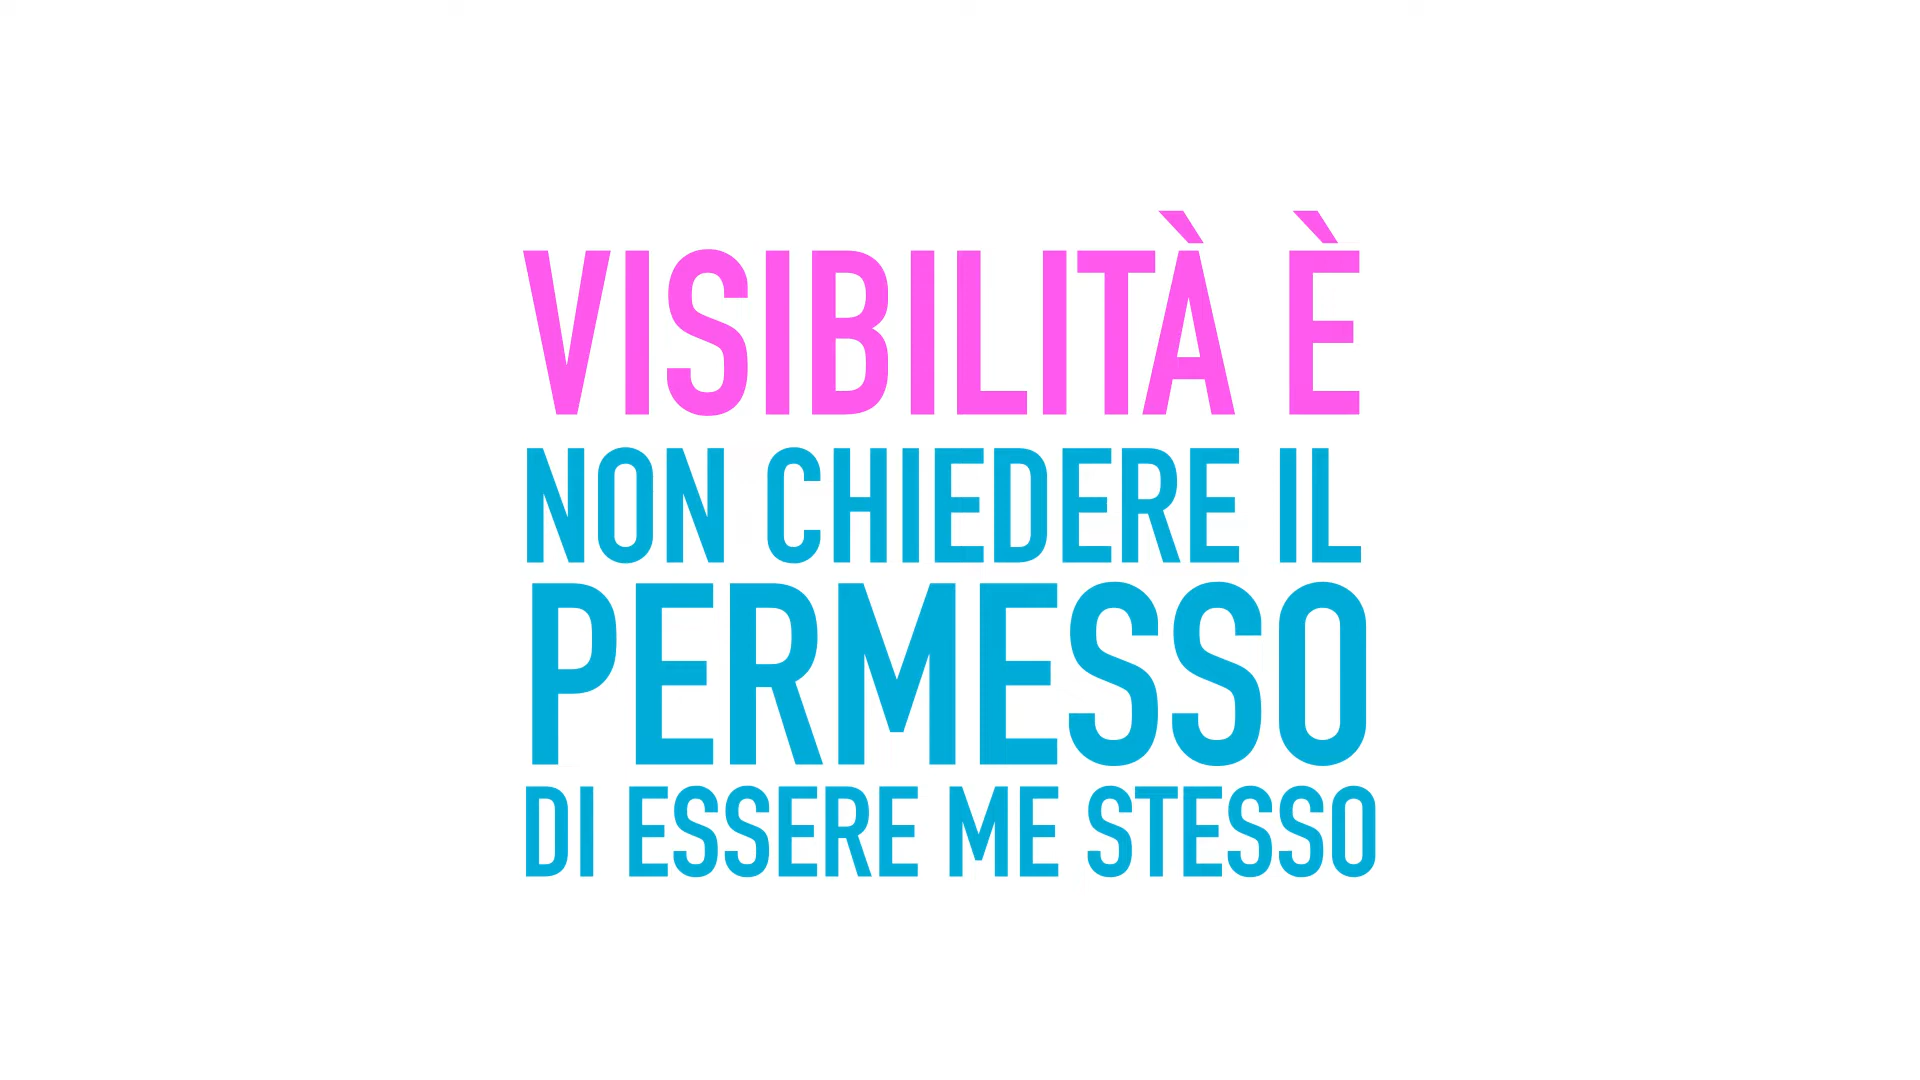 VISIBILITÀ È
NON CHIEDERE IL
PERMESSO
DI ESSERE ME STESSO